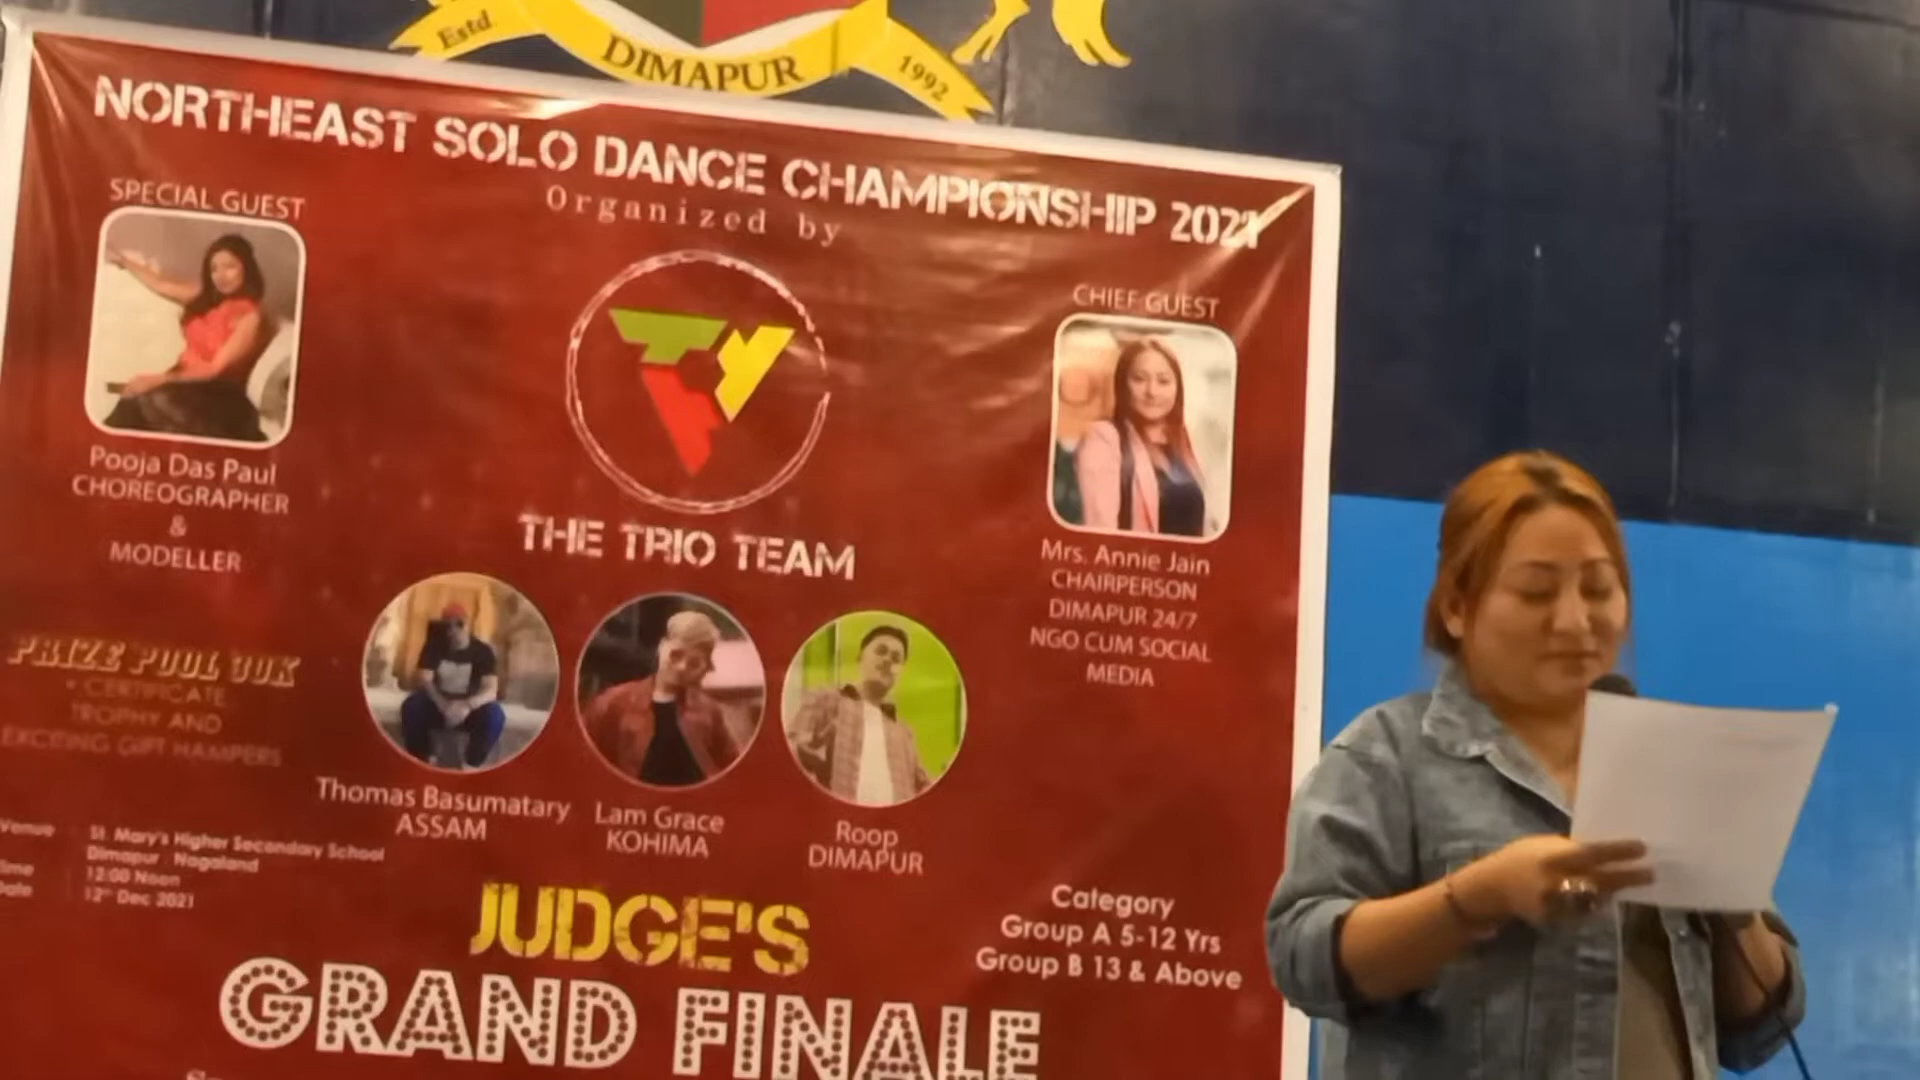 Estd
DIMAPUR
1992
NORTHEAST SOLO DANCE CHAMPIONSHIP 2021
Organized by
SPECIAL GUEST
Pooja Das Paul
CHOREOGRAPHER
&
MODELLER
CHIEF GUEST
Mrs. Annie Jain
CHAIRPERSON
DIMAPUR 24/7
NGO CUM SOCIAL
MEDIA
THE TRIO TEAM
PRIZE POOL
+ CERTIFICATE
TROPHY AND
EXCITING GIFT HAMPERS
Thomas Basumatary
ASSAM
Lam Grace
KOHIMA
Roop
DIMAPUR
Venue : St. Mary's Higher Secondary School
Dimapur Nagaland
Time : 12:00 Noon
Date : 12th Dec 2021
JUDGE'S
GRAND FINALE
Category
Group A 5-12 Yrs
Group B 13 & Above